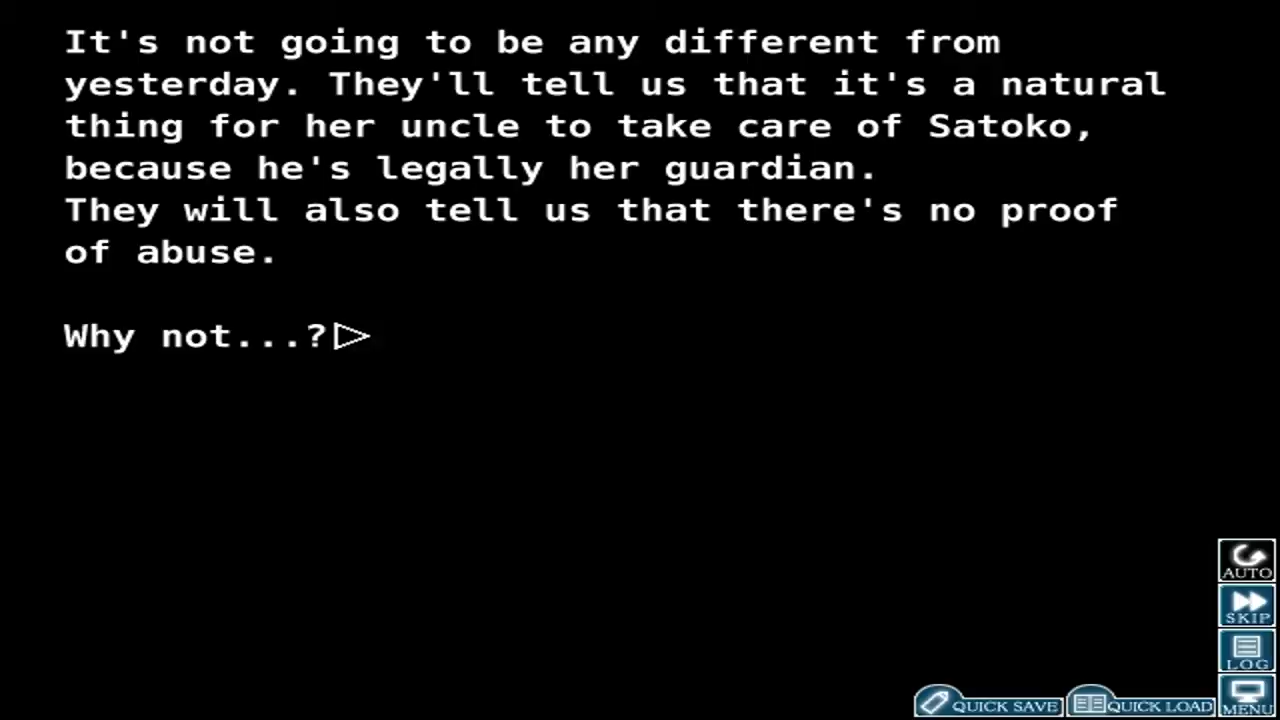 It's not going to be any different from
yesterday. They'll tell us that it's a natural
thing for her uncle to take care of Satoko,
because he's legally her guardian.
They will also tell us that there's no proof
of abuse.
Why not...?
AUTO
SKIP
LOG
MENU
QUICK SAVE
QUICK LOAD